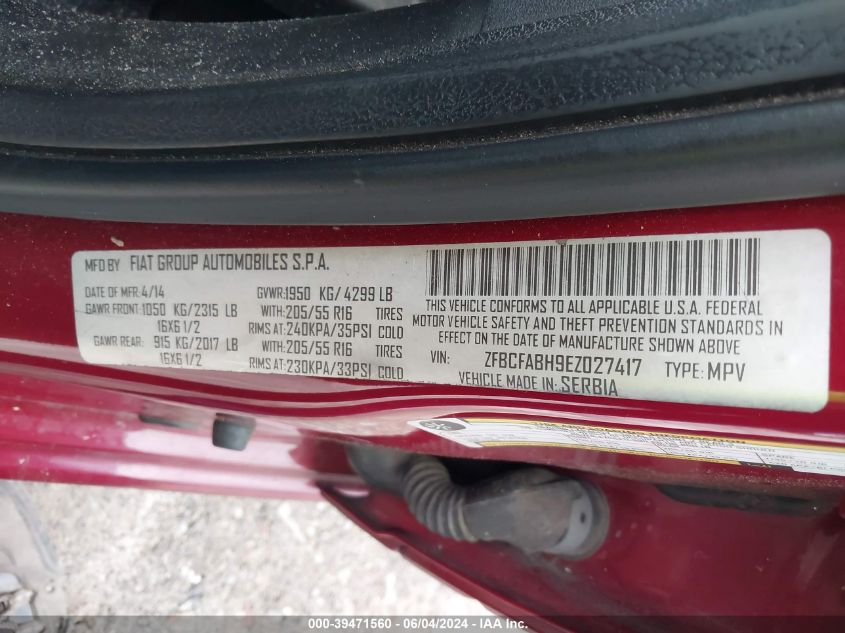 MFD BY FIAT GROUP AUTOMOBILES S.P.A.
DATE OF MFR:4/14 GVWR:1950 KG/ 4299 LB
GAWR FRONT:1050 KG/2315 LB WITH:205/55 R16 TIRES
16X6 1/2 RIMS AT:240KPA/35PSI COLD
GAWR REAR: 915 KG/2017 LB WITH:205/55 R16 TIRES
16X6 1/2 RIMS AT:230KPA/33PSI COLD
THIS VEHICLE CONFORMS TO ALL APPLICABLE U.S.A. FEDERAL
MOTOR VEHICLE SAFETY AND THEFT PREVENTION STANDARDS IN
EFFECT ON THE DATE OF MANUFACTURE SHOWN ABOVE
VIN: ZFBCFABH9EZ027417 TYPE: MPV
VEHICLE MADE IN: SERBIA
000-39471560 - 06/04/2024 - IAA Inc.